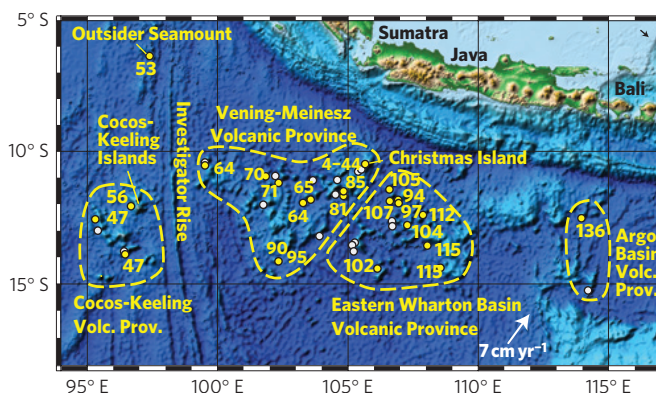 5° S
Outsider Seamount
53
Sumatra
Java
Bali
Cocos-
Keeling
Islands
Investigator Rise
Vening-Meinesz
Volcanic Province
10° S
Christmas Island
64
70
71
65
64
4–44
85
81
105
94
107
97
112
104
115
115
56
47
47
90
95
102
136
Argo
Basin
Volc.
Prov.
15° S
Cocos-Keeling
Volc. Prov.
Eastern Wharton Basin
Volcanic Province
7 cm yr⁻¹
95° E
100° E
105° E
110° E
115° E